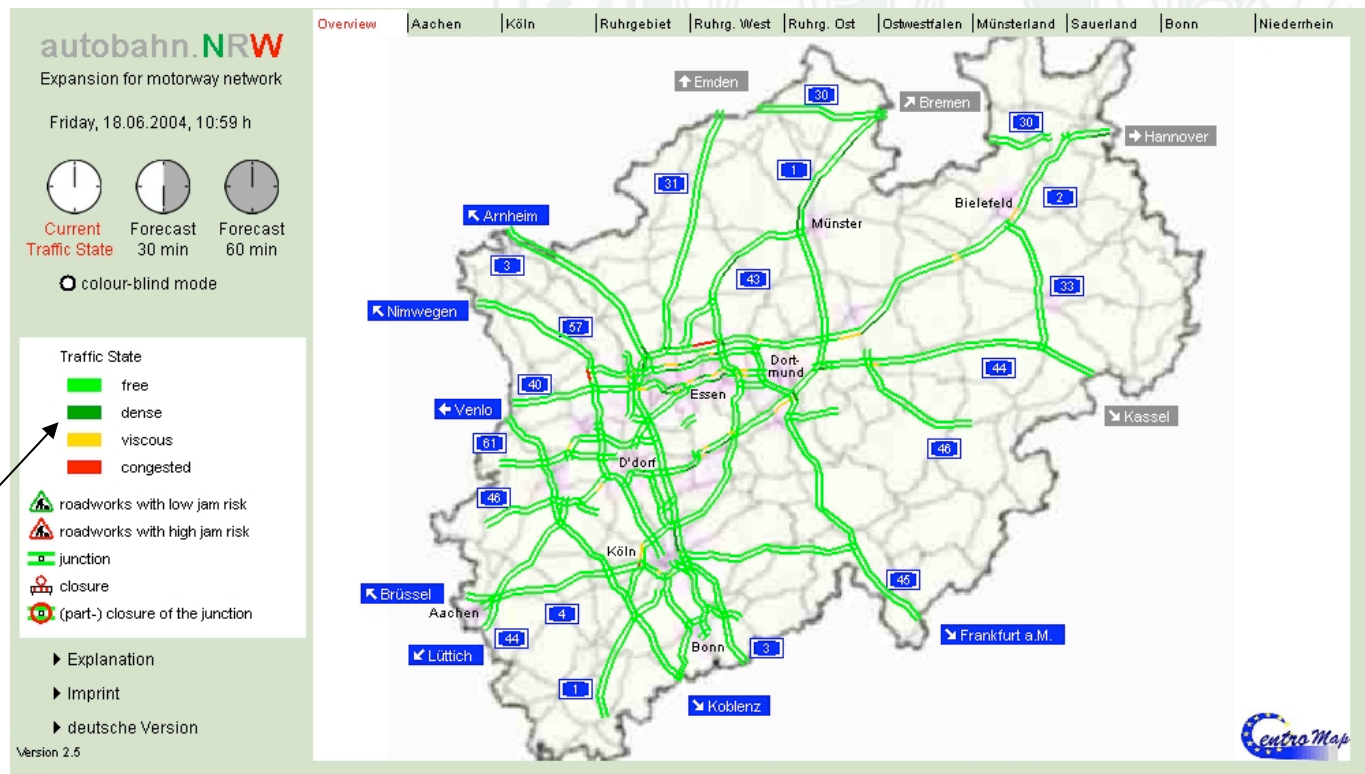 Overview Aachen Köln Ruhrgebiet Ruhrg. West Ruhrg. Ost Ostwestfalen Münsterland Sauerland Bonn Niederrhein
autobahn.NRW
Expansion for motorway network
Friday, 18.06.2004, 10:59 h
Current Traffic State
Forecast 30 min
Forecast 60 min
colour-blind mode
Traffic State
free
dense
viscous
congested
roadworks with low jam risk
roadworks with high jam risk
junction
closure
(part-) closure of the junction
Explanation
Imprint
deutsche Version
Version 2.5
Emden
30
Bremen
30
Hannover
1
31
2
Bielefeld
Arnheim
Münster
3
43
33
Nimwegen
57
Dort-
mund
44
40
Essen
Venlo
Kassel
61
46
D'dorf
46
Köln
45
Brüssel
Aachen
4
44
Frankfurt a.M.
Lüttich
Bonn
3
1
Koblenz
CentroMap